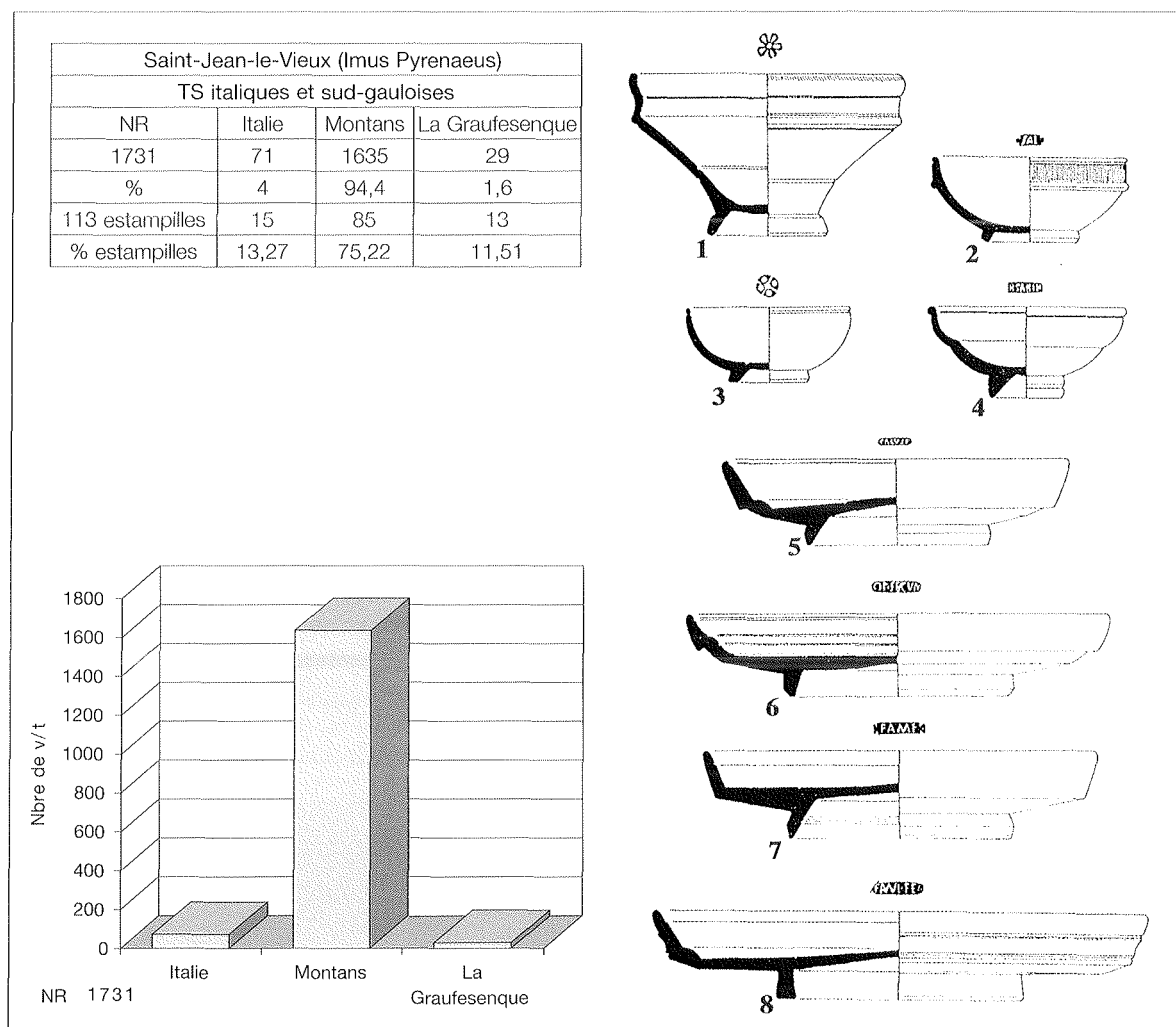 Saint-Jean-le-Vieux (Imus Pyrenaeus)
TS italiques et sud-gauloises
NR Italie Montans La Graufesenque
1731 71 1635 29
% 4 94,4 1,6
113 estampilles 15 85 13
% estampilles 13,27 75,22 11,51
1
2
3
4
5
6
7
8
Nbre de v/t
1800
1600
1400
1200
1000
800
600
400
200
0
Italie Montans La
Graufesenque
NR 1731